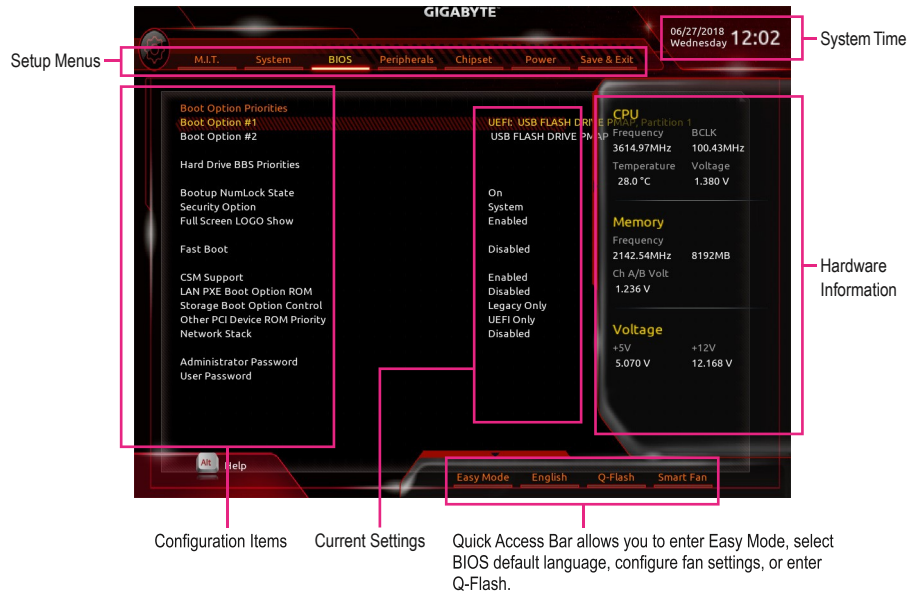 GIGABYTE
06/27/2018
Wednesday 12:02
System Time
Setup Menus
M.I.T. System BIOS Peripherals Chipset Power Save & Exit
Boot Option Priorities
Boot Option #1 UEFI: USB FLASH DRIVE PMAP, Partition 1
Boot Option #2 USB FLASH DRIVE PMAP
Hard Drive BBS Priorities
Bootup NumLock State On
Security Option System
Full Screen LOGO Show Enabled
Fast Boot Disabled
CSM Support Enabled
LAN PXE Boot Option ROM Disabled
Storage Boot Option Control Legacy Only
Other PCI Device ROM Priority UEFI Only
Network Stack Disabled
Administrator Password
User Password
CPU
Frequency BCLK
3614.97MHz 100.43MHz
Temperature Voltage
28.0 °C 1.380 V
Memory
Frequency
2142.54MHz 8192MB
Ch A/B Volt
1.236 V
Voltage
+5V +12V
5.070 V 12.168 V
Hardware
Information
Alt Help
Easy Mode English Q-Flash Smart Fan
Configuration Items
Current Settings
Quick Access Bar allows you to enter Easy Mode, select
BIOS default language, configure fan settings, or enter
Q-Flash.